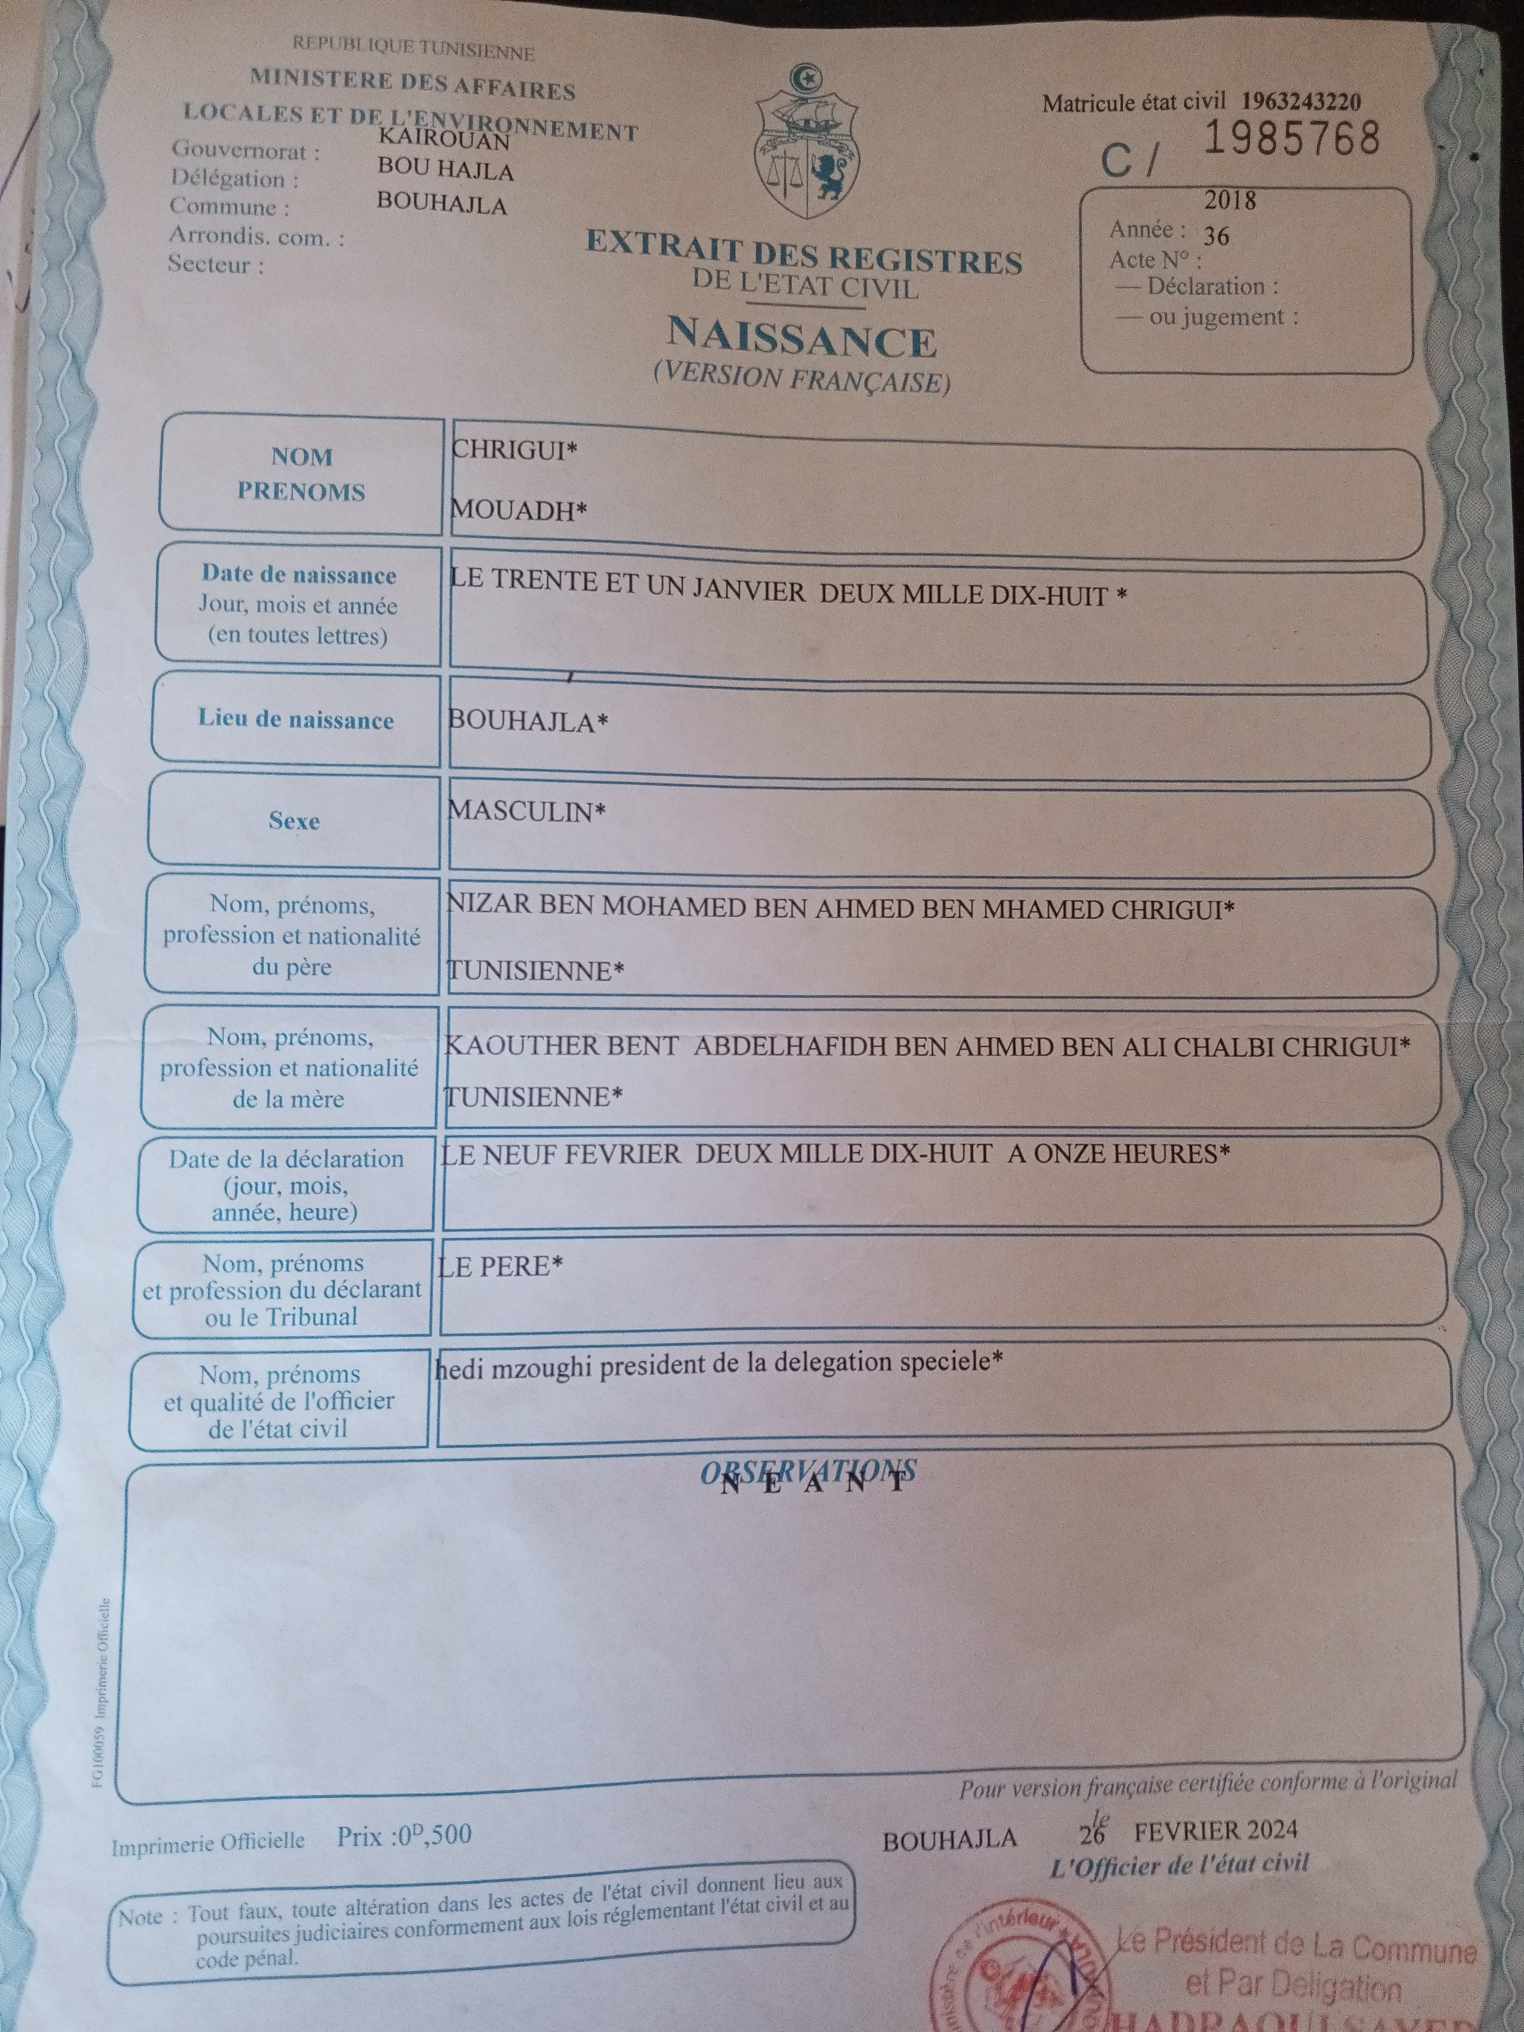 REPUBLIQUE TUNISIENNE
MINISTERE DES AFFAIRES
LOCALES ET DE L'ENVIRONNEMENT
Gouvernorat : KAIROUAN
Délégation : BOU HAJLA
Commune : BOUHAJLA
Arrondis. com. :
Secteur :
Matricule état civil 1963243220
C / 1985768
2018
Année : 36
Acte N° :
— Déclaration :
— ou jugement :
EXTRAIT DES REGISTRES
DE L'ETAT CIVIL
NAISSANCE
(VERSION FRANÇAISE)
NOM CHRIGUI*
PRENOMS MOUADH*
Date de naissance LE TRENTE ET UN JANVIER DEUX MILLE DIX-HUIT *
Jour, mois et année
(en toutes lettres)
Lieu de naissance BOUHAJLA*
Sexe MASCULIN*
Nom, prénoms, NIZAR BEN MOHAMED BEN AHMED BEN MHAMED CHRIGUI*
profession et nationalité
du père TUNISIENNE*
Nom, prénoms, KAOUTHER BENT ABDELHAFIDH BEN AHMED BEN ALI CHALBI CHRIGUI*
profession et nationalité
de la mère TUNISIENNE*
Date de la déclaration LE NEUF FEVRIER DEUX MILLE DIX-HUIT A ONZE HEURES*
(jour, mois,
année, heure)
Nom, prénoms LE PERE*
et profession du déclarant
ou le Tribunal
Nom, prénoms hedi mzoughi president de la delegation speciele*
et qualité de l'officier
de l'état civil
OBSERVATIONS
N E A N T
FG100059 Imprimerie Officielle
Pour version française certifiée conforme à l'original
Imprimerie Officielle Prix :0D,500
BOUHAJLA le 26 FEVRIER 2024
L'Officier de l'état civil
Note : Tout faux, toute altération dans les actes de l'état civil donnent lieu aux
poursuites judiciaires conformement aux lois réglementant l'état civil et au
code pénal.
de l'intérieur
Le Président de La Commune
et Par Deligation
HADRAOUI SAYED